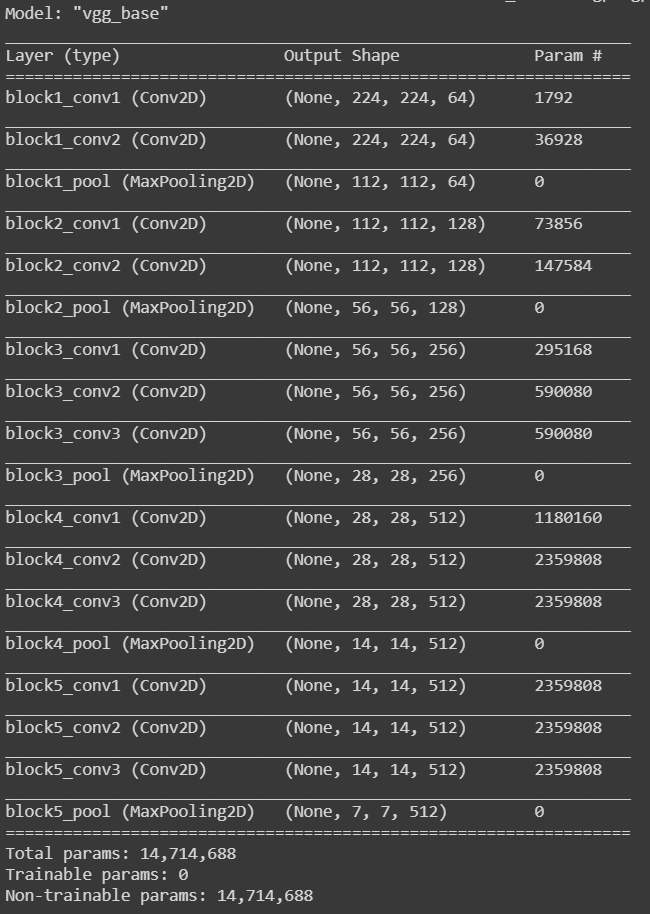 Model: "vgg_base"
Layer (type) Output Shape Param #
block1_conv1 (Conv2D) (None, 224, 224, 64) 1792
block1_conv2 (Conv2D) (None, 224, 224, 64) 36928
block1_pool (MaxPooling2D) (None, 112, 112, 64) 0
block2_conv1 (Conv2D) (None, 112, 112, 128) 73856
block2_conv2 (Conv2D) (None, 112, 112, 128) 147584
block2_pool (MaxPooling2D) (None, 56, 56, 128) 0
block3_conv1 (Conv2D) (None, 56, 56, 256) 295168
block3_conv2 (Conv2D) (None, 56, 56, 256) 590080
block3_conv3 (Conv2D) (None, 56, 56, 256) 590080
block3_pool (MaxPooling2D) (None, 28, 28, 256) 0
block4_conv1 (Conv2D) (None, 28, 28, 512) 1180160
block4_conv2 (Conv2D) (None, 28, 28, 512) 2359808
block4_conv3 (Conv2D) (None, 28, 28, 512) 2359808
block4_pool (MaxPooling2D) (None, 14, 14, 512) 0
block5_conv1 (Conv2D) (None, 14, 14, 512) 2359808
block5_conv2 (Conv2D) (None, 14, 14, 512) 2359808
block5_conv3 (Conv2D) (None, 14, 14, 512) 2359808
block5_pool (MaxPooling2D) (None, 7, 7, 512) 0
Total params: 14,714,688
Trainable params: 0
Non-trainable params: 14,714,688